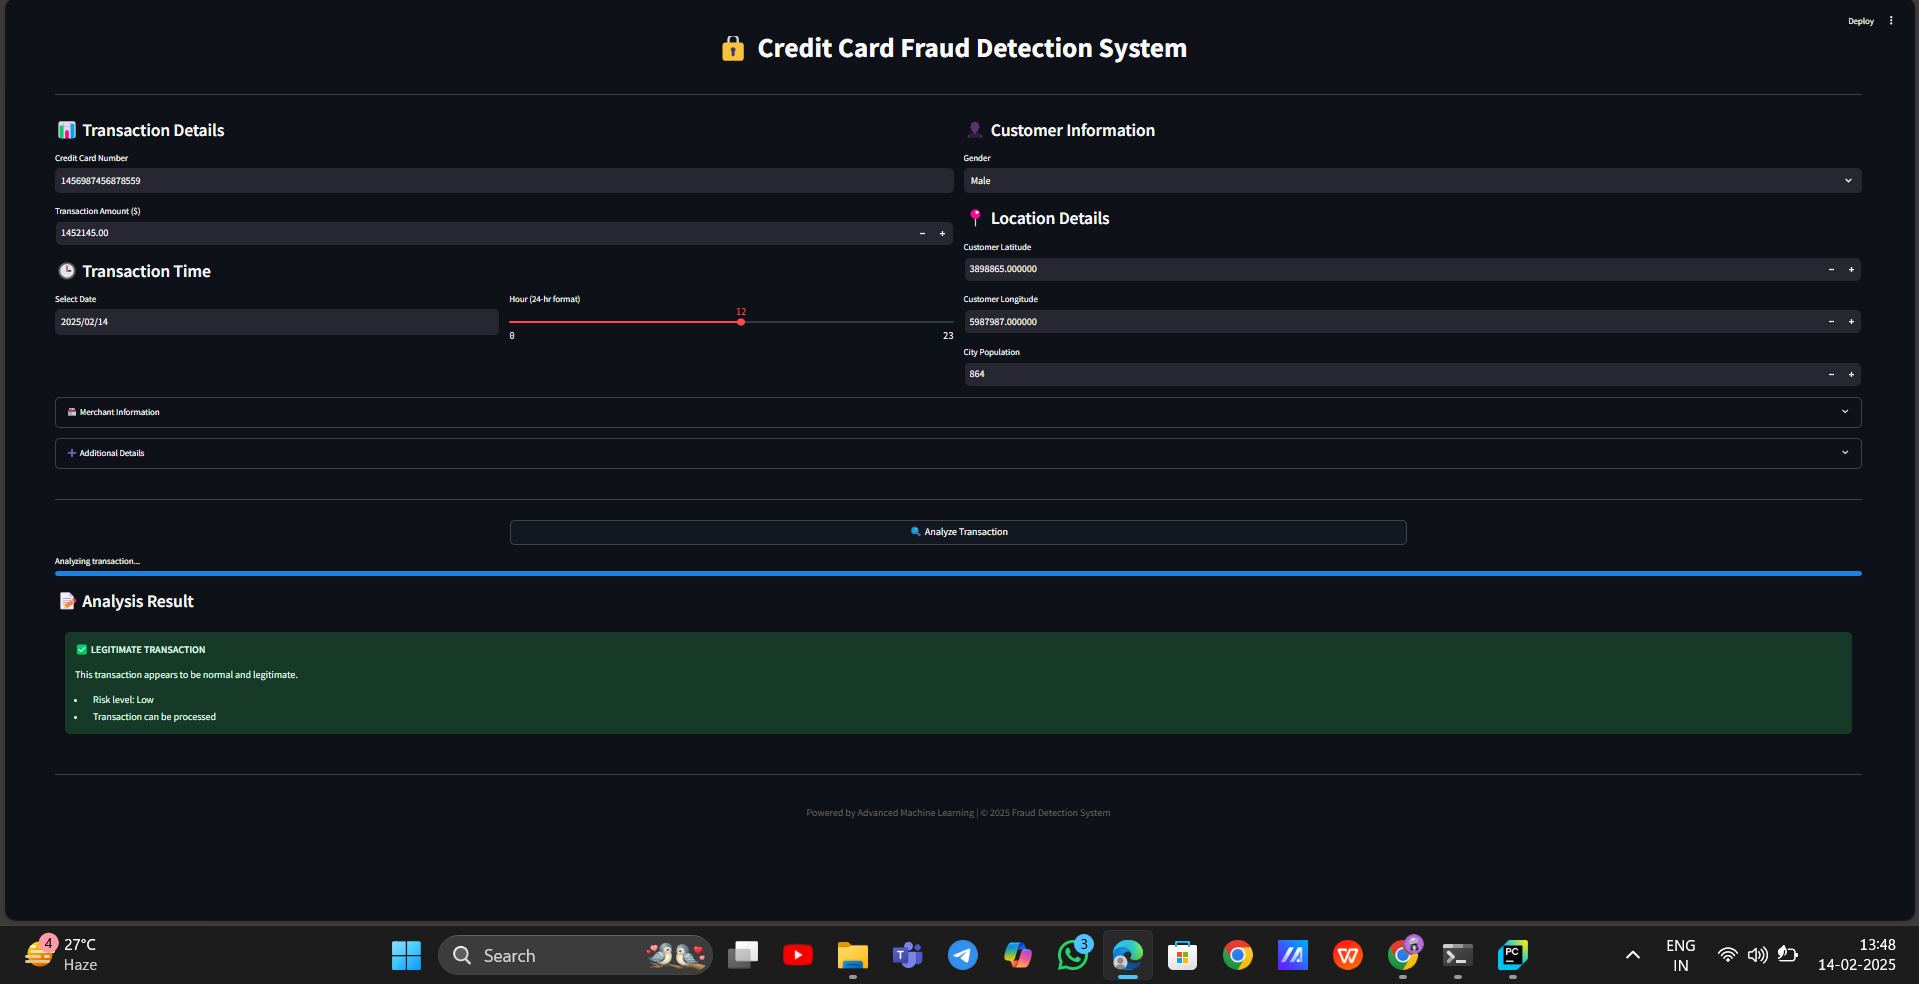 Deploy
Credit Card Fraud Detection System
Transaction Details
Credit Card Number
1456987456878559
Transaction Amount ($)
1452145.00
Transaction Time
Select Date
2025/02/14
Hour (24-hr format)
12
0
23
Customer Information
Gender
Male
Location Details
Customer Latitude
3898865.000000
Customer Longitude
5987987.000000
City Population
864
Merchant Information
Additional Details
Analyze Transaction
Analyzing transaction...
Analysis Result
LEGITIMATE TRANSACTION
This transaction appears to be normal and legitimate.
Risk level: Low
Transaction can be processed
Powered by Advanced Machine Learning | © 2025 Fraud Detection System
4
27°C
Haze
Search
3
PC
ENG
IN
13:48
14-02-2025